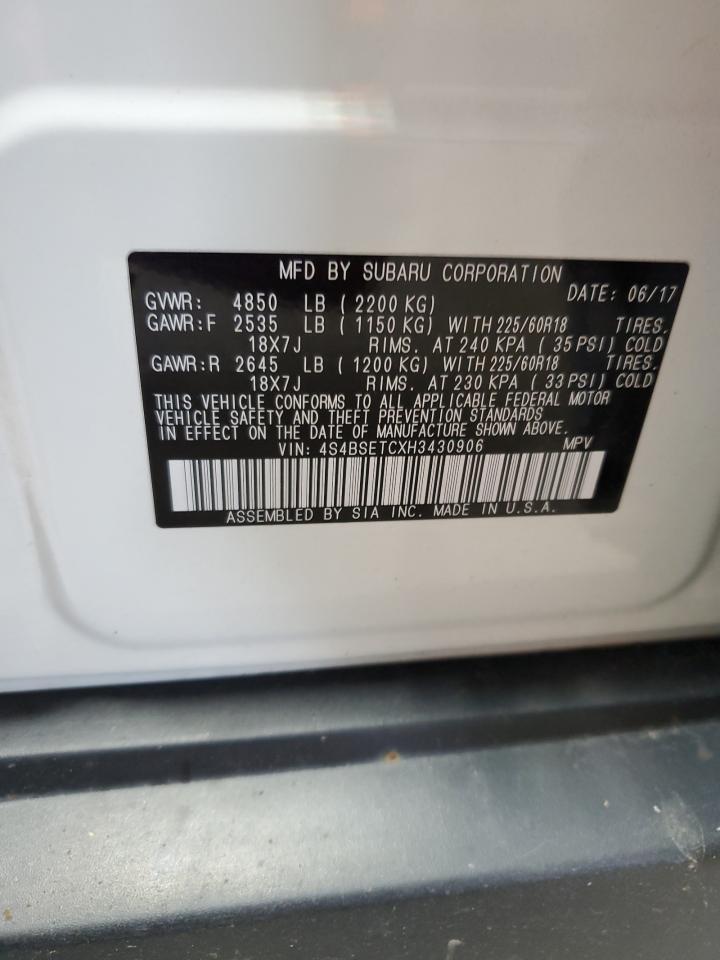 MFD BY SUBARU CORPORATION
DATE: 06/17
GVWR: 4850 LB ( 2200 KG)
GAWR:F 2535 LB ( 1150 KG) WITH 225/60R18 TIRES.
18X7J RIMS. AT 240 KPA ( 35 PSI) COLD
GAWR:R 2645 LB ( 1200 KG) WITH 225/60R18 TIRES.
18X7J RIMS. AT 230 KPA ( 33 PSI) COLD
THIS VEHICLE CONFORMS TO ALL APPLICABLE FEDERAL MOTOR
VEHICLE SAFETY AND THEFT PREVENTION STANDARDS
IN EFFECT ON THE DATE OF MANUFACTURE SHOWN ABOVE.
VIN: 4S4BSETCXH3430906 MPV
ASSEMBLED BY SIA INC. MADE IN U.S.A.